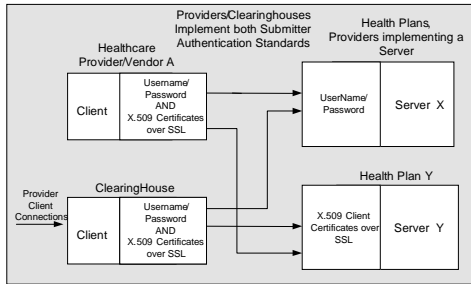 Providers/Clearinghouses
Implement both Submitter
Authentication Standards
Health Plans,
Providers implementing a
Server
Healthcare
Provider/Vendor A
Client
Username/
Password
AND
X.509 Certificates
over SSL
UserName/
Password
Server X
Provider
Client
Connections
ClearingHouse
Client
Username/
Password
AND
X.509 Certificates
over SSL
Health Plan Y
X.509 Client
Certificates over
SSL
Server Y